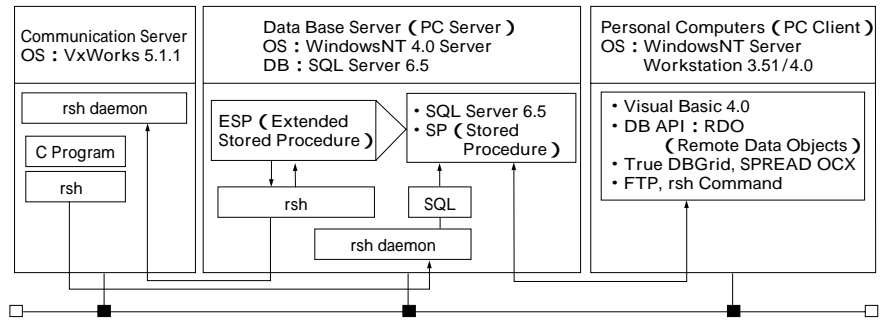 Communication Server
OS：VxWorks 5.1.1
rsh daemon
C Program
rsh
Data Base Server（PC Server）
OS：WindowsNT 4.0 Server
DB：SQL Server 6.5
ESP（Extended
Stored Procedure）
・SQL Server 6.5
・SP（Stored
Procedure）
rsh
SQL
rsh daemon
Personal Computers（PC Client）
OS：WindowsNT Server
Workstation 3.51/4.0
・Visual Basic 4.0
・DB API：RDO
（Remote Data Objects）
・True DBGrid, SPREAD OCX
・FTP, rsh Command